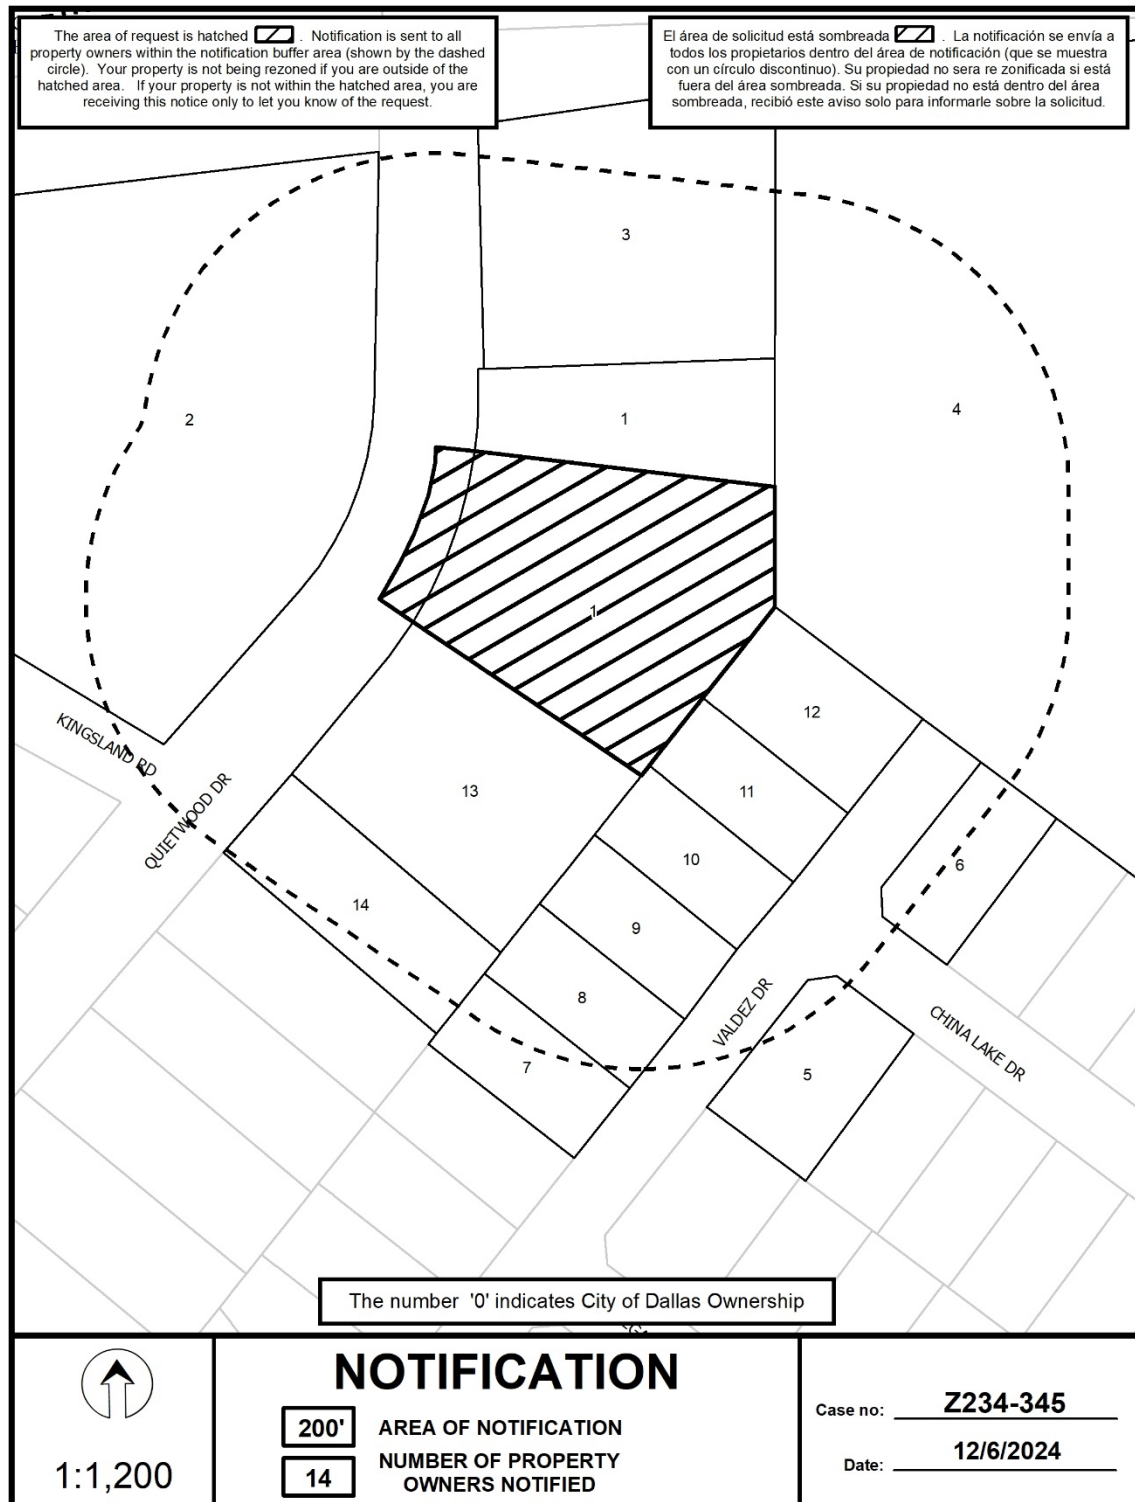 The area of request is hatched . Notification is sent to all
property owners within the notification buffer area (shown by the dashed
circle). Your property is not being rezoned if you are outside of the
hatched area. If your property is not within the hatched area, you are
receiving this notice only to let you know of the request.
El área de solicitud está sombreada . La notificación se envía a
todos los propietarios dentro del área de notificación (que se muestra
con un círculo discontinuo). Su propiedad no sera re zonificada si está
fuera del área sombreada. Si su propiedad no está dentro del área
sombreada, recibió este aviso solo para informarle sobre la solicitud.
3
2
1
4
1
12
KINGSLAND RD
QUIETWOOD DR
13
11
10
6
14
9
8
VALDEZ DR
CHINA LAKE DR
7
5
The number '0' indicates City of Dallas Ownership
1:1,200
NOTIFICATION
200' AREA OF NOTIFICATION
14 NUMBER OF PROPERTY
OWNERS NOTIFIED
Case no: Z234-345
Date: 12/6/2024